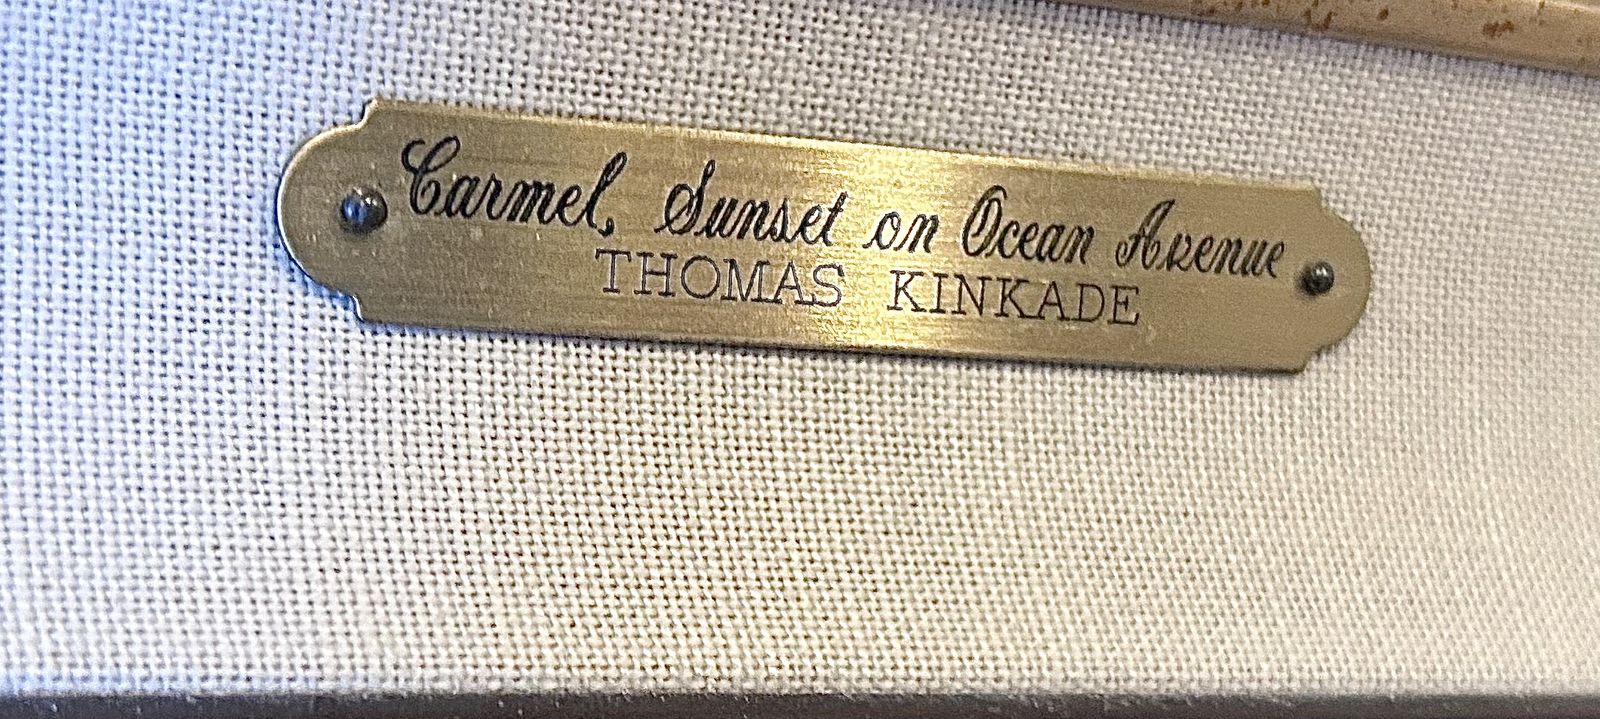 Carmel, Sunset on Ocean Avenue
THOMAS KINKADE